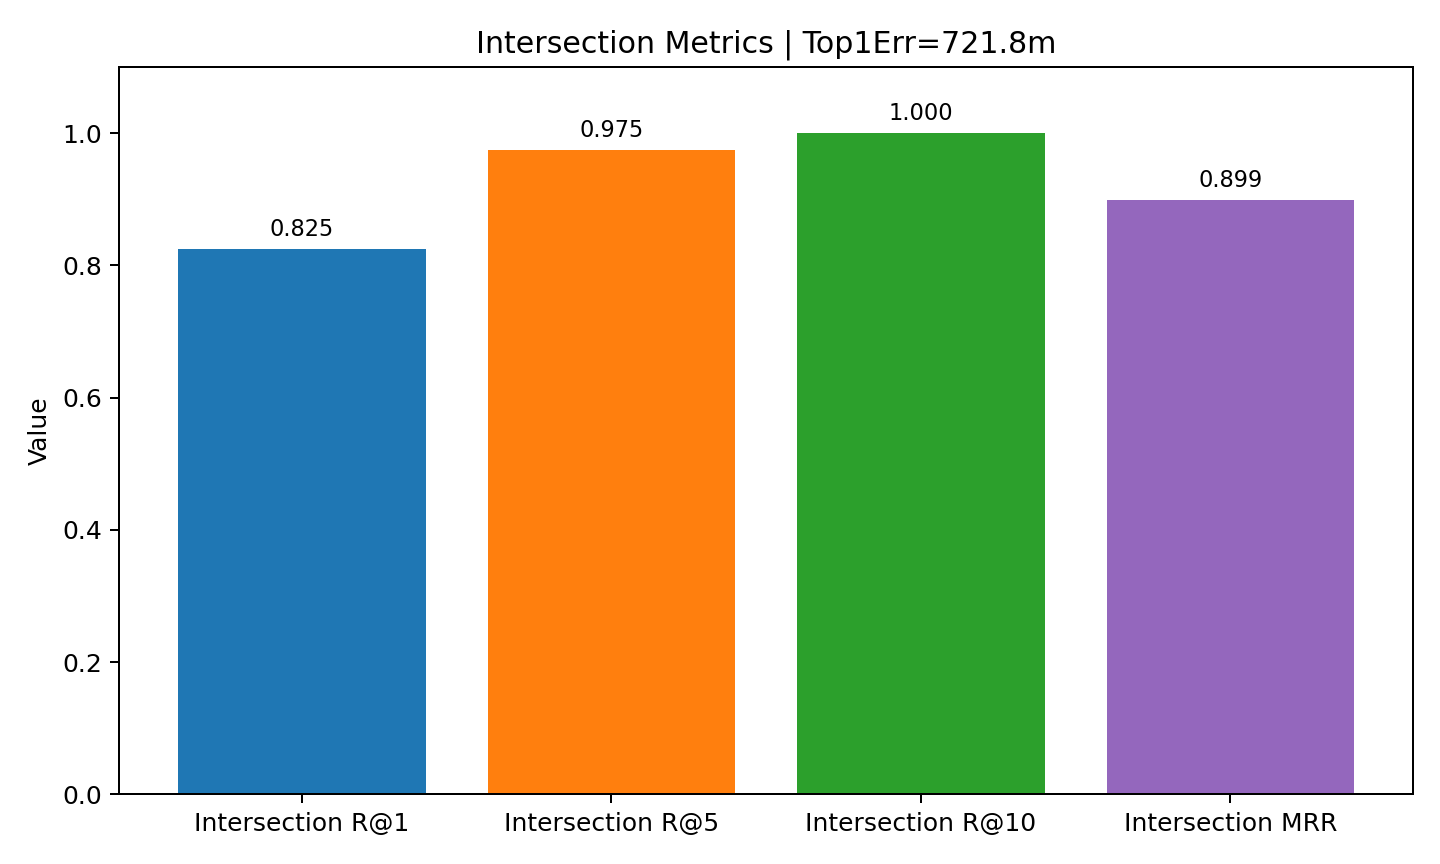 Intersection Metrics | Top1Err=721.8m
Value
1.0
0.8
0.6
0.4
0.2
0.0
0.825
0.975
1.000
0.899
Intersection R@1
Intersection R@5
Intersection R@10
Intersection MRR